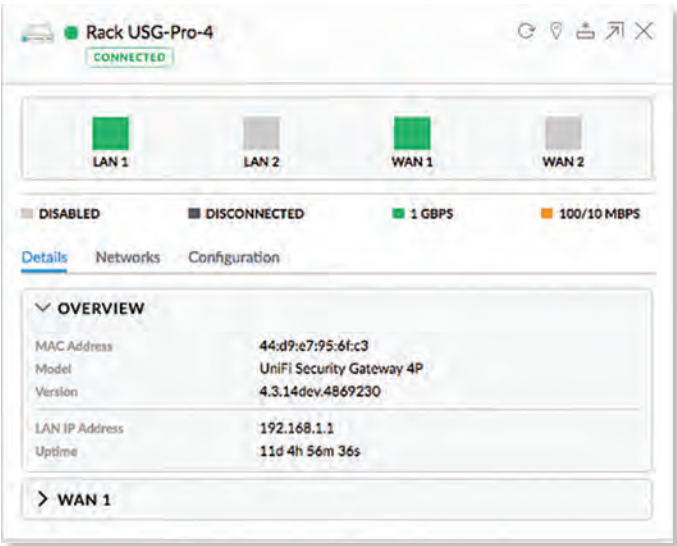 Rack USG-Pro-4
CONNECTED
LAN 1 LAN 2 WAN 1 WAN 2
DISABLED DISCONNECTED 1 GBPS 100/10 MBPS
Details Networks Configuration
OVERVIEW
MAC Address 44:d9:e7:95:6f:c3
Model UniFi Security Gateway 4P
Version 4.3.14dev.4869230
LAN IP Address 192.168.1.1
Uptime 11d 4h 56m 36s
WAN 1